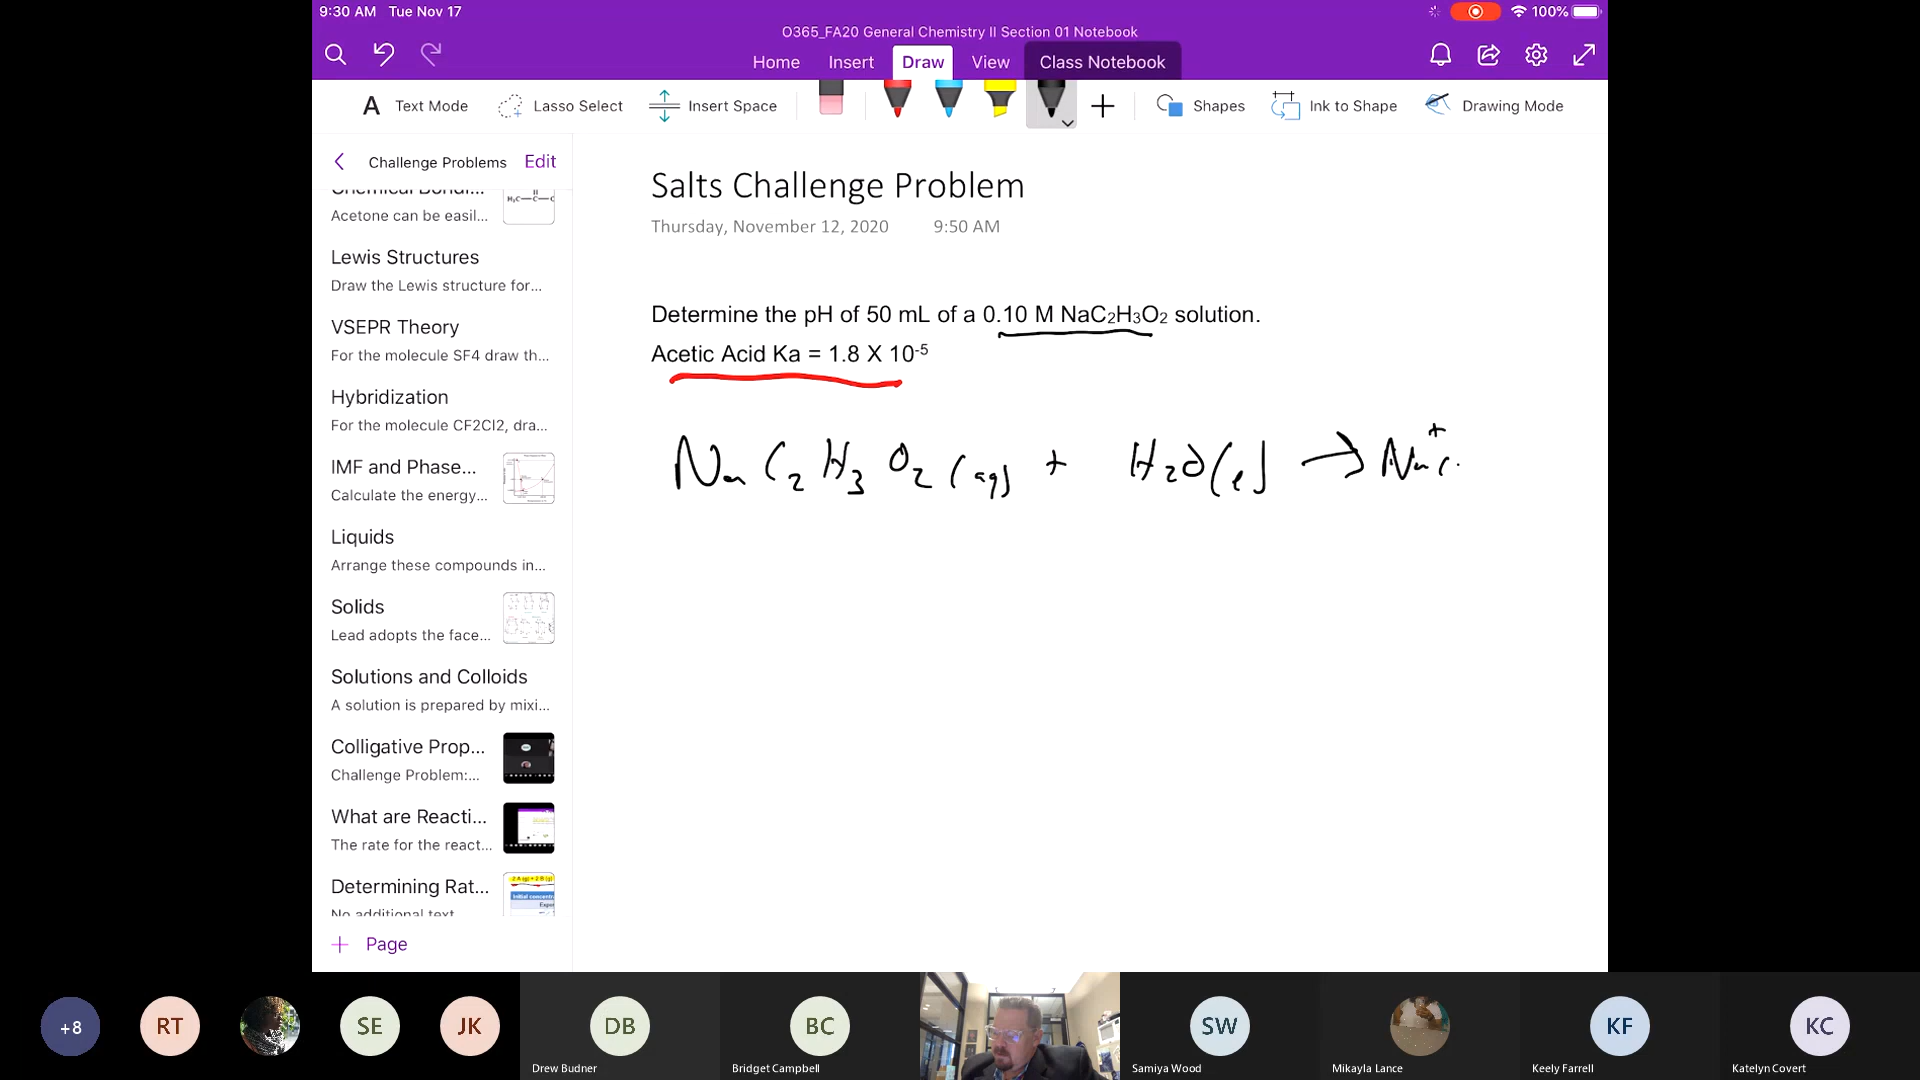 9:30 AM Tue Nov 17
100%
O365_FA20 General Chemistry II Section 01 Notebook
Home Insert Draw View Class Notebook
A Text Mode Lasso Select Insert Space Shapes Ink to Shape Drawing Mode
Challenge Problems Edit
Chemical Bondi...
Acetone can be easil...
Lewis Structures
Draw the Lewis structure for...
VSEPR Theory
For the molecule SF4 draw th...
Hybridization
For the molecule CF2Cl2, dra...
IMF and Phase...
Calculate the energy...
Liquids
Arrange these compounds in...
Solids
Lead adopts the face...
Solutions and Colloids
A solution is prepared by mixi...
Colligative Prop...
Challenge Problem:...
What are Reacti...
The rate for the react...
Determining Rat...
No additional text
+ Page
Salts Challenge Problem
Thursday, November 12, 2020 9:50 AM
Determine the pH of 50 mL of a 0.10 M NaC₂H₃O₂ solution.
Acetic Acid Ka = 1.8 X 10⁻⁵
NaC₂H₃O₂(aq) + H₂O(l) → Na⁺(
+8 RT SE JK DB BC SW KF KC
Drew Budner Bridget Campbell Samiya Wood Mikayla Lance Keely Farrell Katelyn Covert